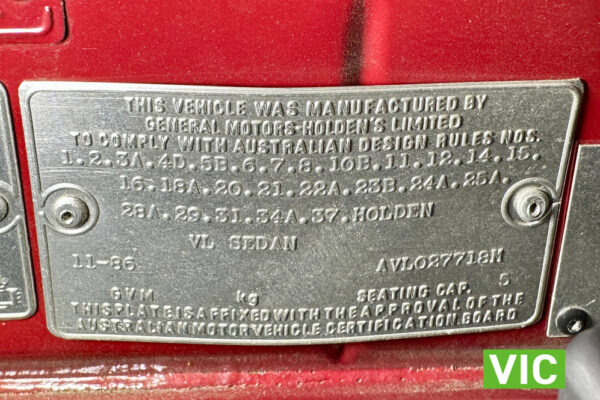 THIS VEHICLE WAS MANUFACTURED BY
GENERAL MOTORS-HOLDEN'S LIMITED
TO COMPLY WITH AUSTRALIAN DESIGN RULES NOS.
1.2.3A.4D.5B.6.7.8.10B.11.12.14.15.
16.18A.20.21.22A.23B.24A.25A.
28A.29.31.34A.37.HOLDEN
VL SEDAN
11-86 AVL027718M
5
GVM kg SEATING CAP.
THIS PLATE IS AFFIXED WITH THE APPROVAL OF THE
AUSTRALIAN MOTOR VEHICLE CERTIFICATION BOARD
VIC